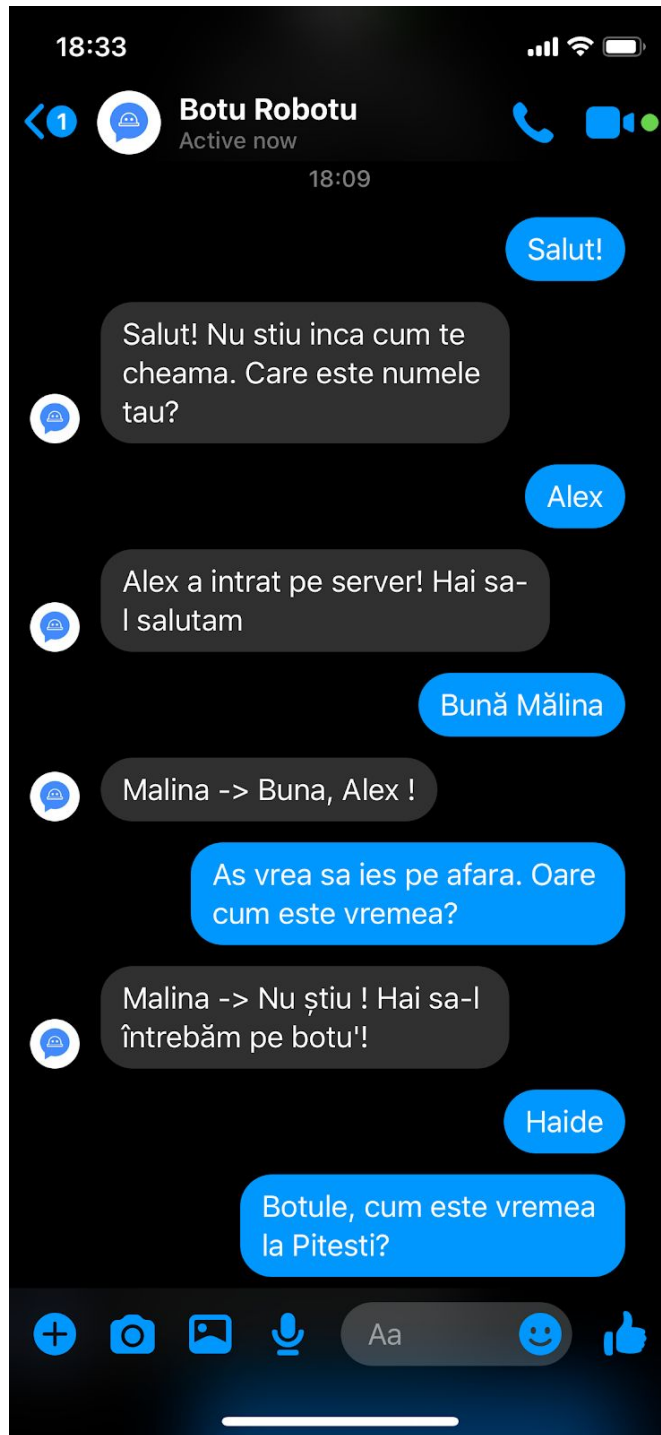 18:33
1
Botu Robotu
Active now
18:09
Salut!
Salut! Nu stiu inca cum te
cheama. Care este numele
tau?
Alex
Alex a intrat pe server! Hai sa-
l salutam
Bună Mălina
Malina -> Buna, Alex !
As vrea sa ies pe afara. Oare
cum este vremea?
Malina -> Nu știu ! Hai sa-l
întrebăm pe botu'!
Haide
Botule, cum este vremea
la Pitesti?
Aa